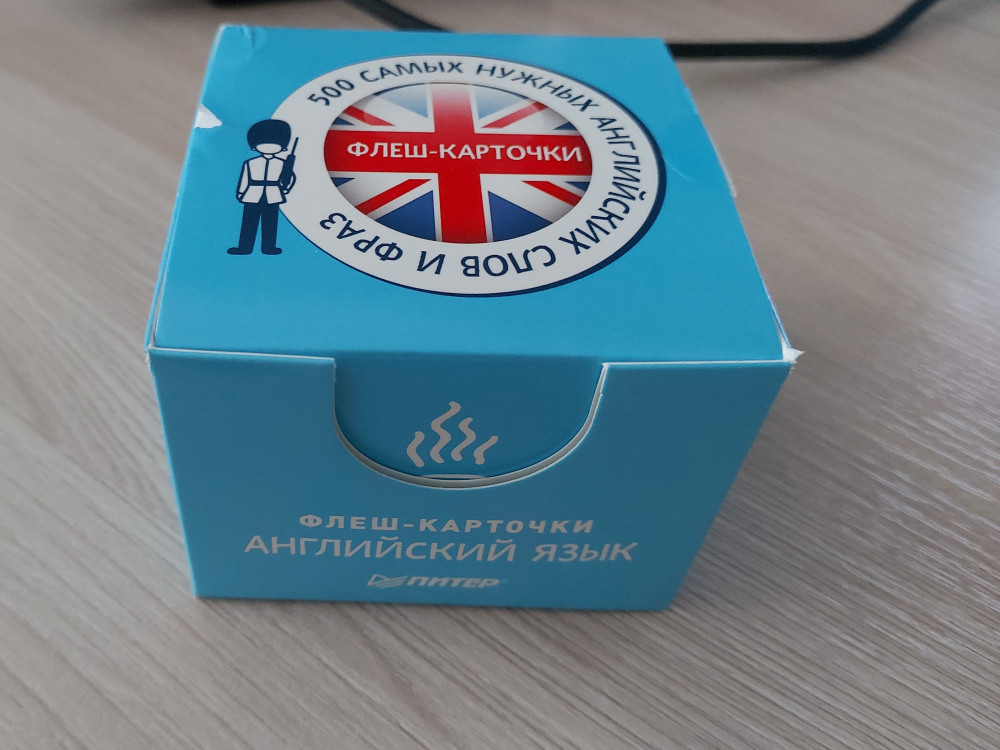 500 САМЫХ НУЖНЫХ АНГЛИЙСКИХ СЛОВ И ФРАЗ
ФЛЕШ-КАРТОЧКИ
ФЛЕШ-КАРТОЧКИ
АНГЛИЙСКИЙ ЯЗЫК
ПИТЕР®